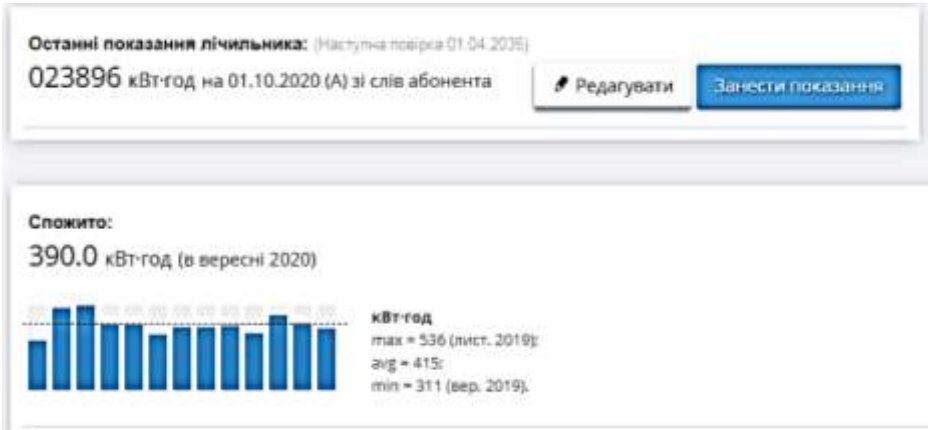 Останні показання лічильника: (Наступна повірка 01.04.2035)
023896 кВт·год на 01.10.2020 (А) зі слів абонента
Редагувати
Занести показання
Спожито:
390.0 кВт·год (в вересні 2020)
кВт·год
max = 536 (лист. 2019);
avg = 415;
min = 311 (вер. 2019).